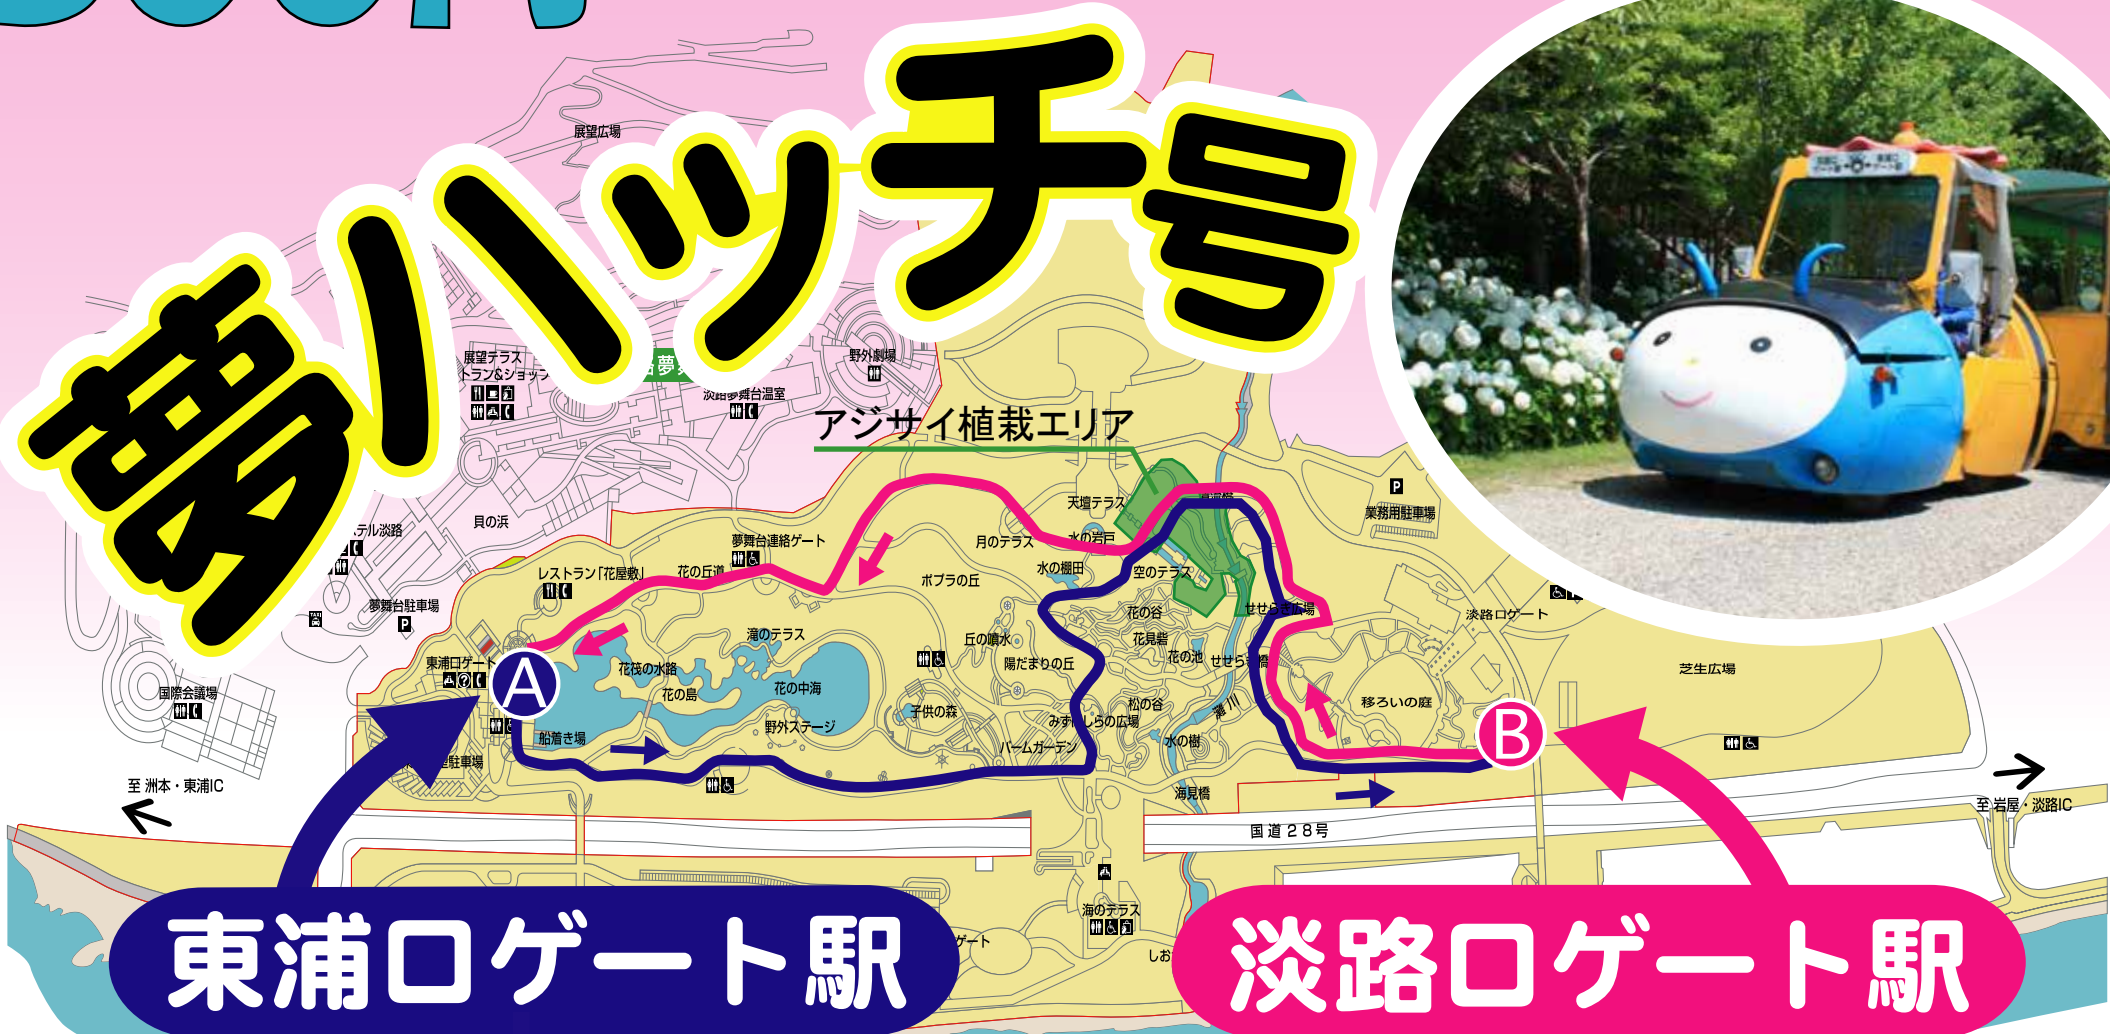 夢ハッチ号
展望広場
展望テラス
野外劇場
淡路夢舞台温室
アジサイ植栽エリア
天壇テラス
P
業務用駐車場
貝の浜
夢舞台連絡ゲート
月のテラス
水の岩戸
レストラン「花屋敷」
花の丘道
ポプラの丘
水の棚田
空のテラス
夢舞台駐車場
P
花の谷
せせらぎ広場
淡路口ゲート
滝のテラス
丘の噴水
花見砦
東浦口ゲート
花筏の水路
陽だまりの丘
花の池
せせらぎ橋
芝生広場
国際会議場
A
花の島
花の中海
子供の森
松の谷
灘川
移ろいの庭
B
野外ステージ
みずはしらの広場
船着き場
パームガーデン
水の樹
駐車場
至 洲本・東浦IC
海見橋
至 岩屋・淡路IC
国道28号
海のテラス
ゲート
しお
東浦口ゲート駅
淡路口ゲート駅